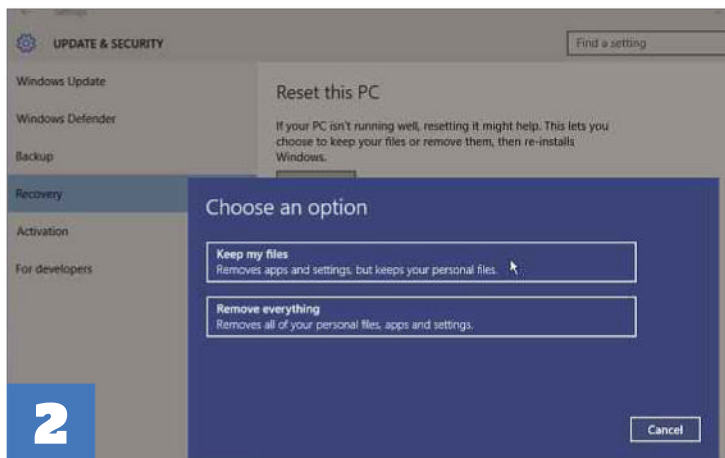 Settings
UPDATE & SECURITY
Find a setting
Windows Update
Windows Defender
Backup
Recovery
Activation
For developers
Reset this PC
If your PC isn't running well, resetting it might help. This lets you
choose to keep your files or remove them, then re-installs
Windows.
Choose an option
Keep my files
Removes apps and settings, but keeps your personal files.
Remove everything
Removes all of your personal files, apps and settings.
Cancel
2